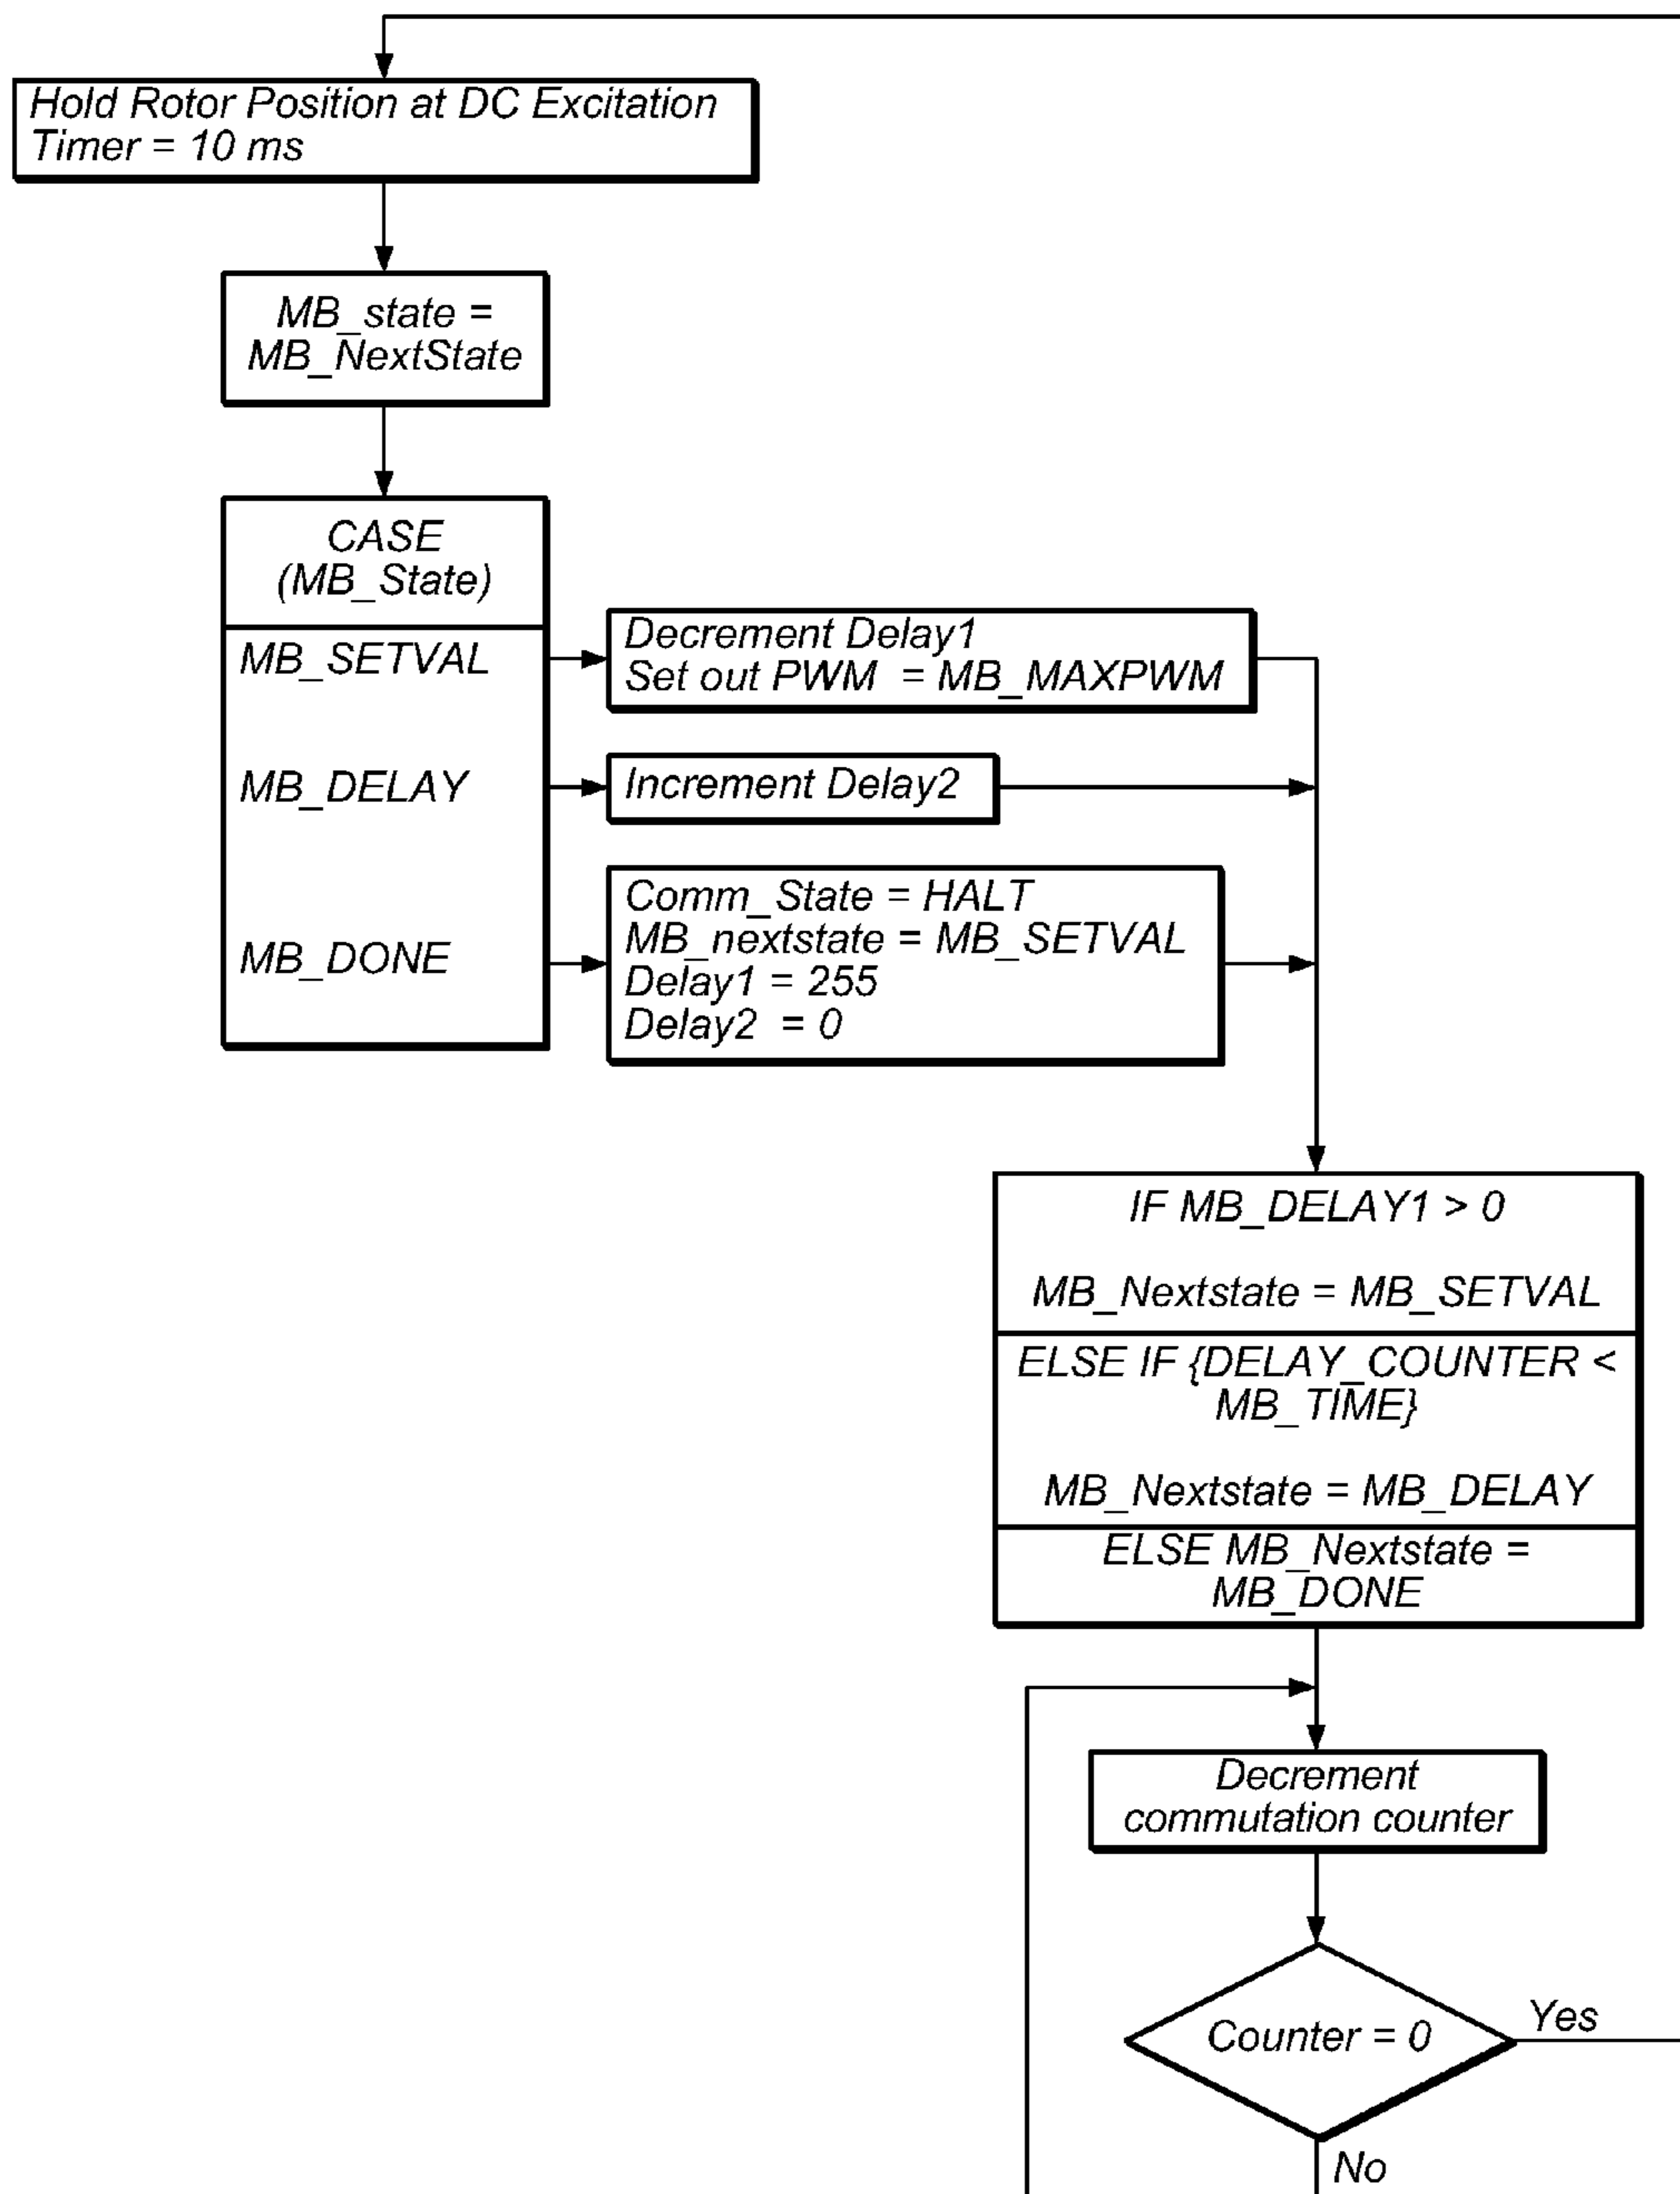 Hold Rotor Position at DC Excitation
Timer = 10 ms
MB_state =
MB_NextState
CASE
(MB_State)
MB_SETVAL
Decrement Delay1
Set out PWM = MB_MAXPWM
MB_DELAY
Increment Delay2
MB_DONE
Comm_State = HALT
MB_nextstate = MB_SETVAL
Delay1 = 255
Delay2 = 0
IF MB_DELAY1 > 0
MB_Nextstate = MB_SETVAL
ELSE IF {DELAY_COUNTER <
MB_TIME}
MB_Nextstate = MB_DELAY
ELSE MB_Nextstate =
MB_DONE
Decrement
commutation counter
Counter = 0
Yes
No